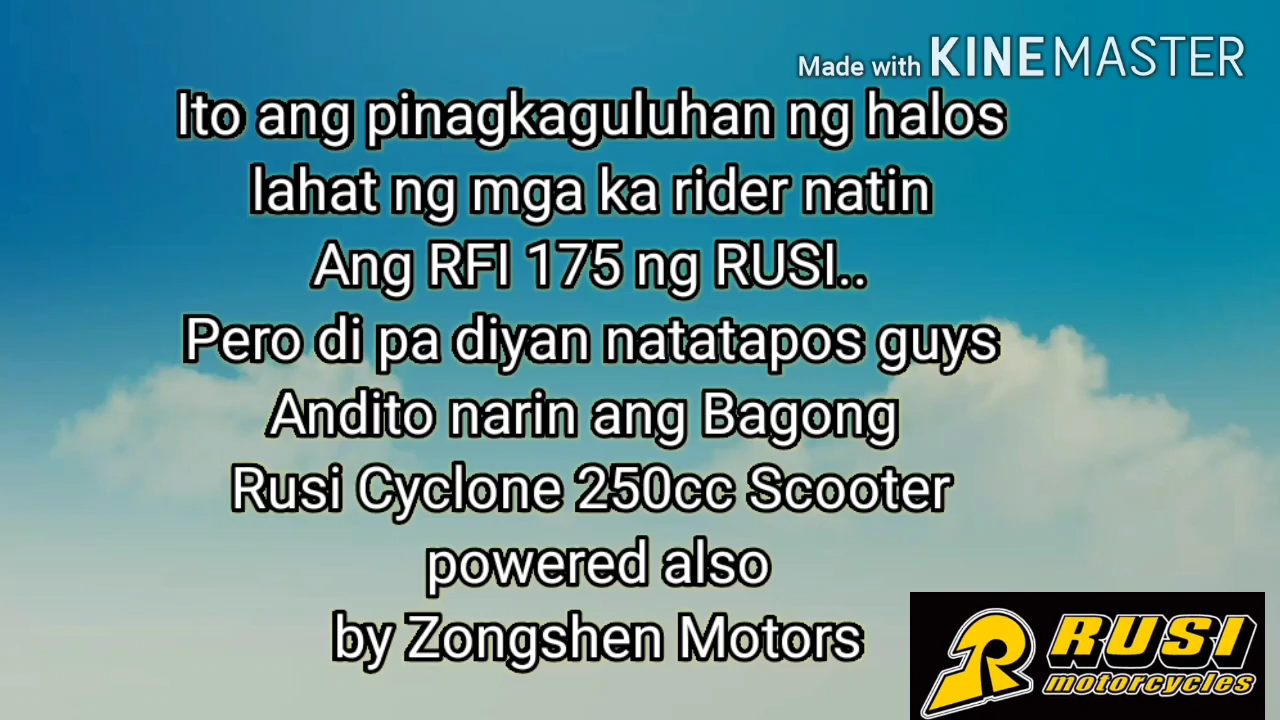 Made with KINEMASTER
Ito ang pinagkaguluhan ng halos
lahat ng mga ka rider natin
Ang RFI 175 ng RUSI..
Pero di pa diyan natatapos guys
Andito narin ang Bagong
Rusi Cyclone 250cc Scooter
powered also
by Zongshen Motors
RUSI
motorcycles